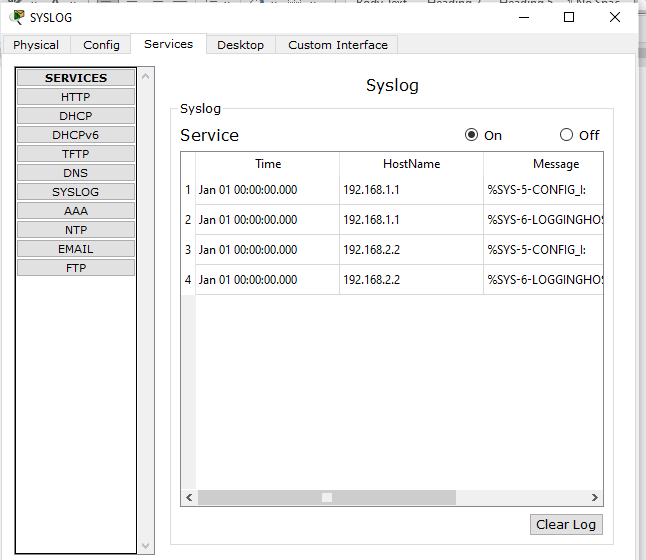 SYSLOG
Physical Config Services Desktop Custom Interface
SERVICES
HTTP
DHCP
DHCPv6
TFTP
DNS
SYSLOG
AAA
NTP
EMAIL
FTP
Syslog
Syslog
Service On Off
Time HostName Message
1 Jan 01 00:00:00.000 192.168.1.1 %SYS-5-CONFIG_I:
2 Jan 01 00:00:00.000 192.168.1.1 %SYS-6-LOGGINGHOS
3 Jan 01 00:00:00.000 192.168.2.2 %SYS-5-CONFIG_I:
4 Jan 01 00:00:00.000 192.168.2.2 %SYS-6-LOGGINGHOS
Clear Log